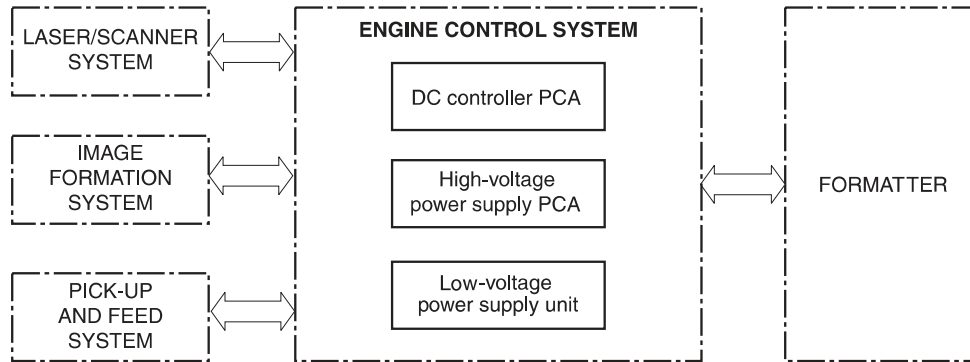 LASER/SCANNER
SYSTEM
IMAGE
FORMATION
SYSTEM
PICK-UP
AND FEED
SYSTEM
ENGINE CONTROL SYSTEM
DC controller PCA
High-voltage
power supply PCA
Low-voltage
power supply unit
FORMATTER